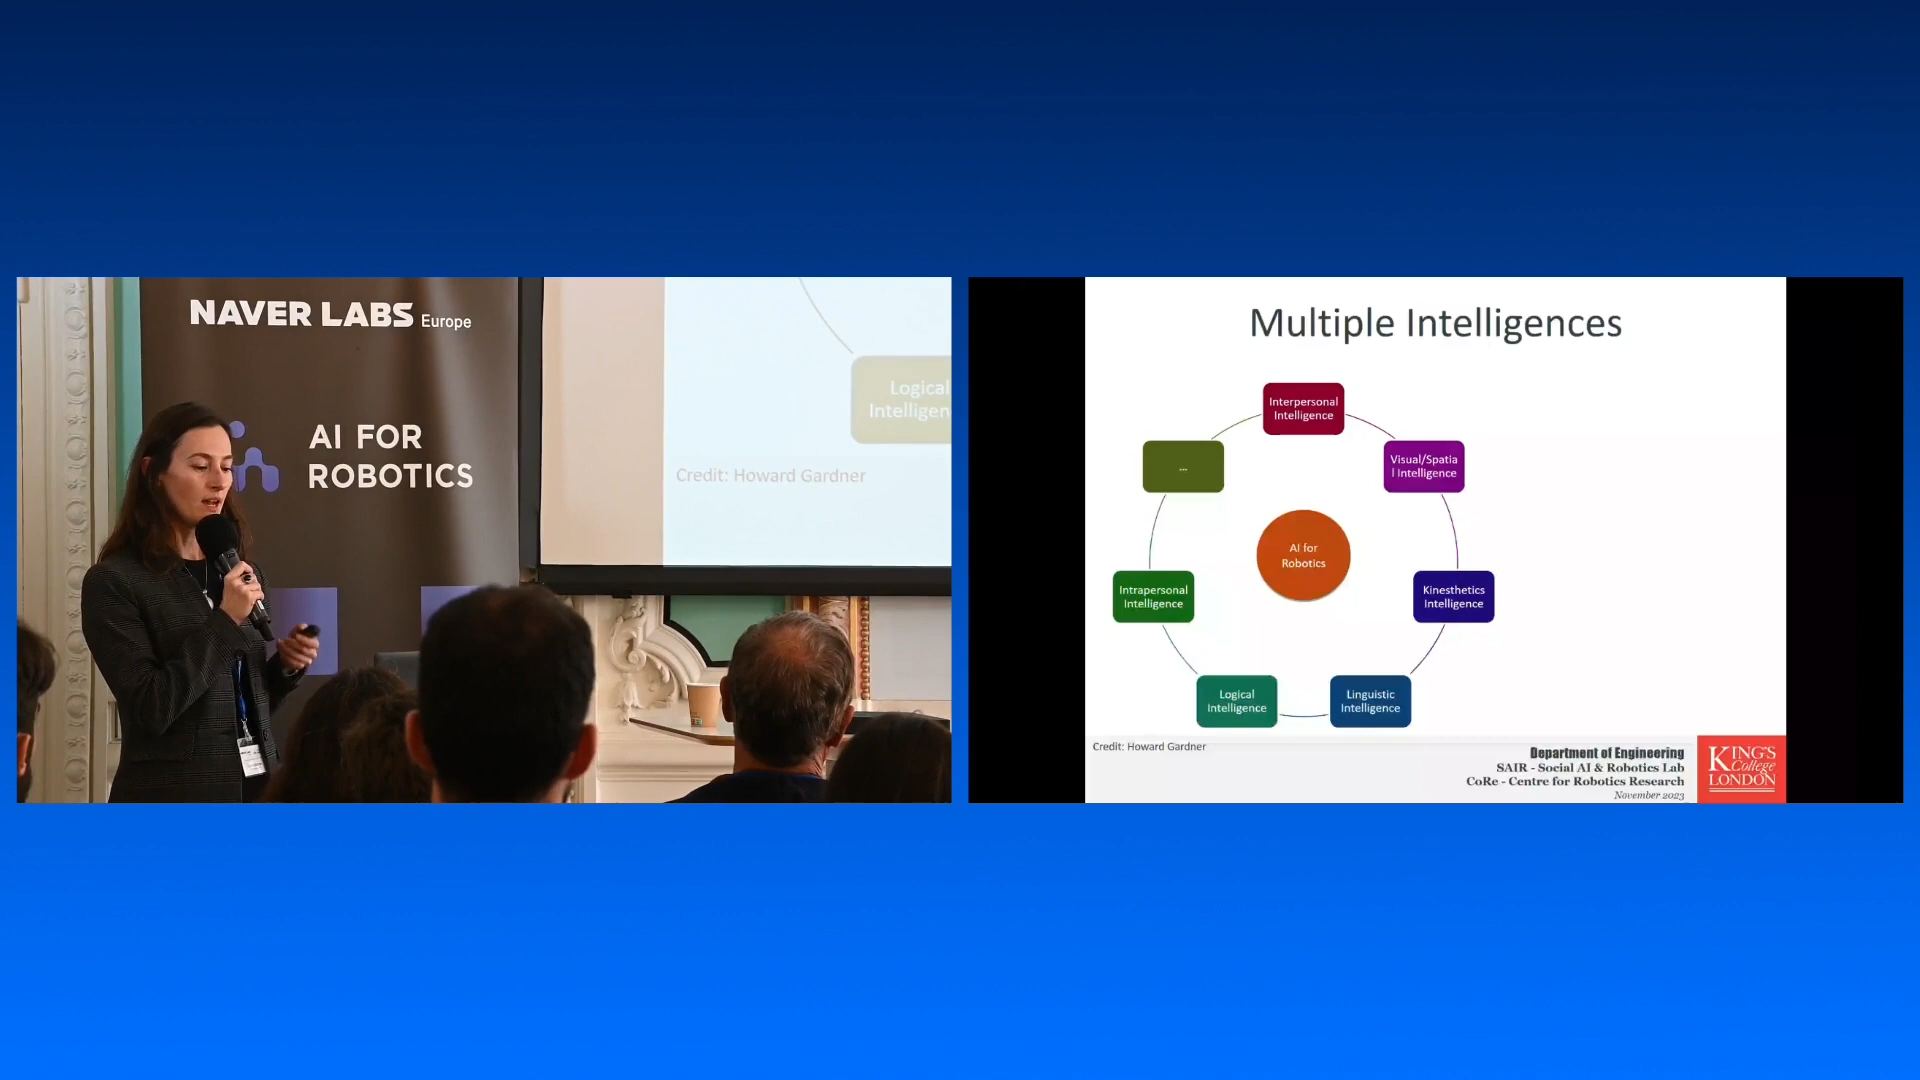 NAVER LABS Europe
AI FOR
ROBOTICS
Logical
Intelligen
Credit: Howard Gardner
Multiple Intelligences
Interpersonal
Intelligence
Visual/Spatia
l Intelligence
Kinesthetics
Intelligence
Linguistic
Intelligence
Logical
Intelligence
Intrapersonal
Intelligence
...
AI for
Robotics
Credit: Howard Gardner
Department of Engineering
SAIR - Social AI & Robotics Lab
CoRe - Centre for Robotics Research
November 2023
KING'S
College
LONDON